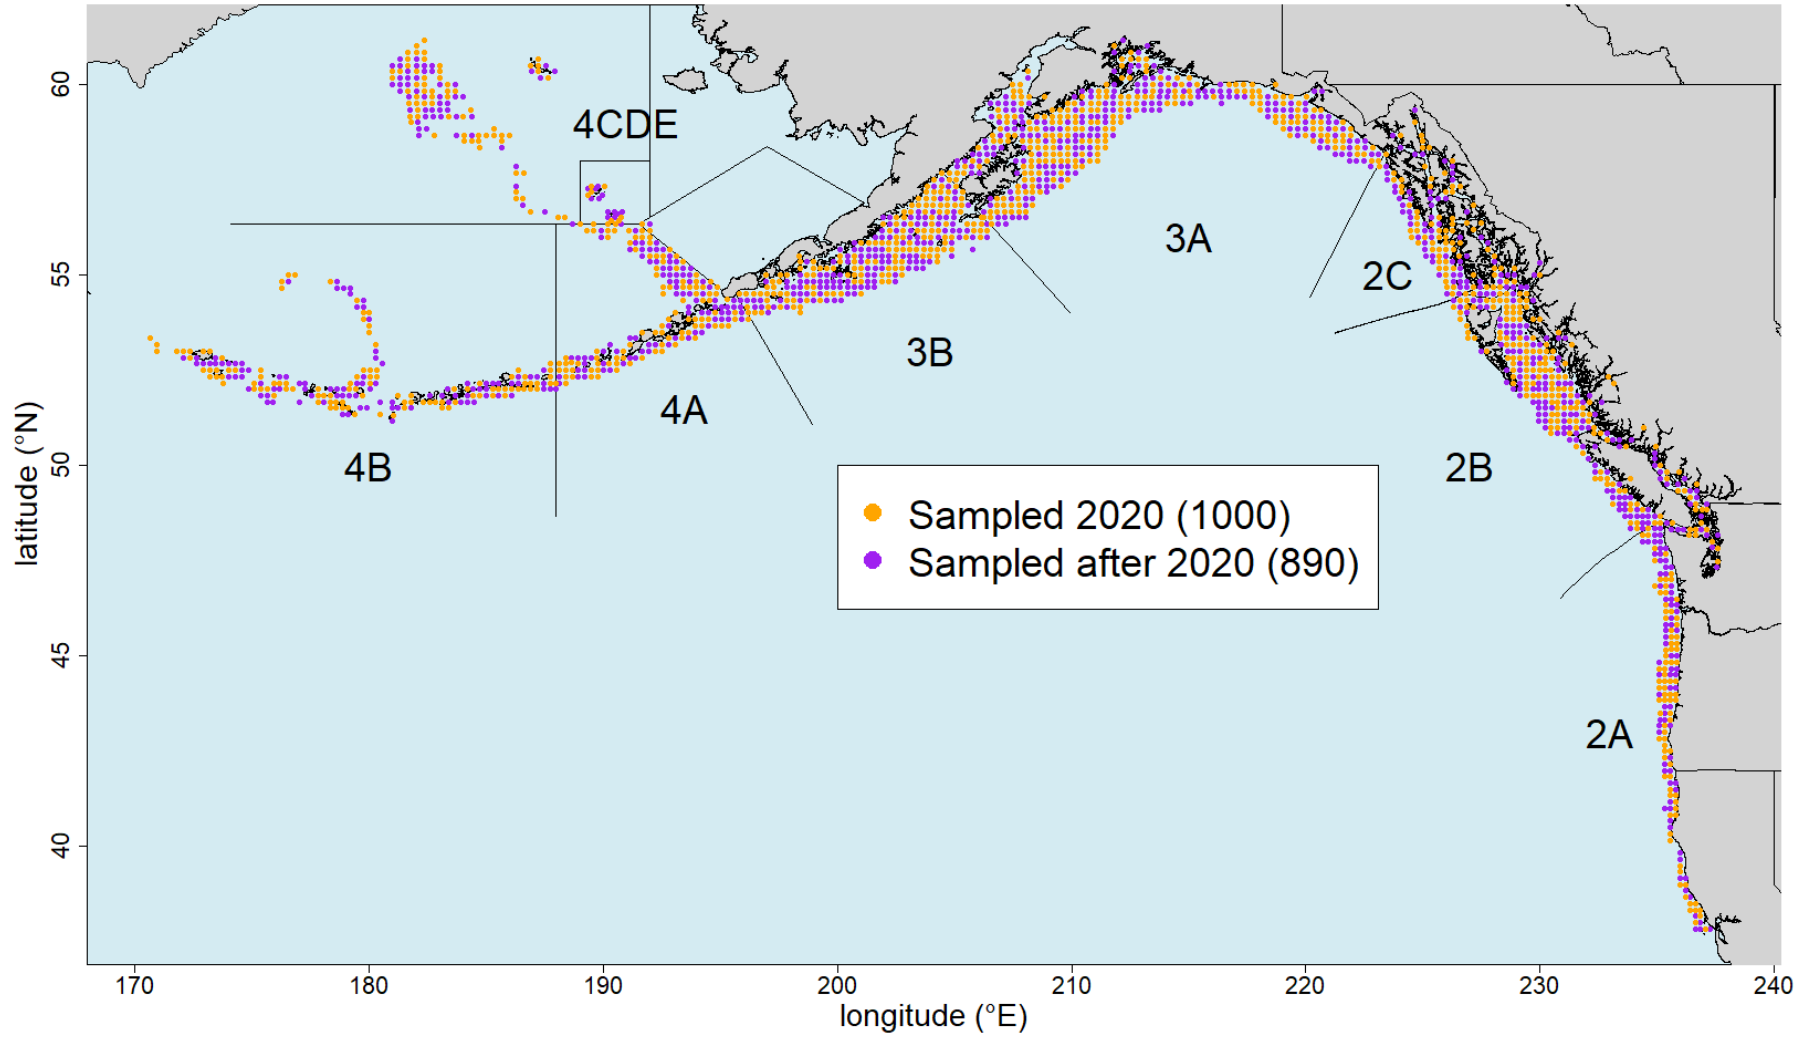 4CDE
3A
2C
3B
4A
4B
2B
Sampled 2020 (1000)
Sampled after 2020 (890)
2A
latitude (°N)
60
55
50
45
40
170
180
190
200
210
220
230
240
longitude (°E)